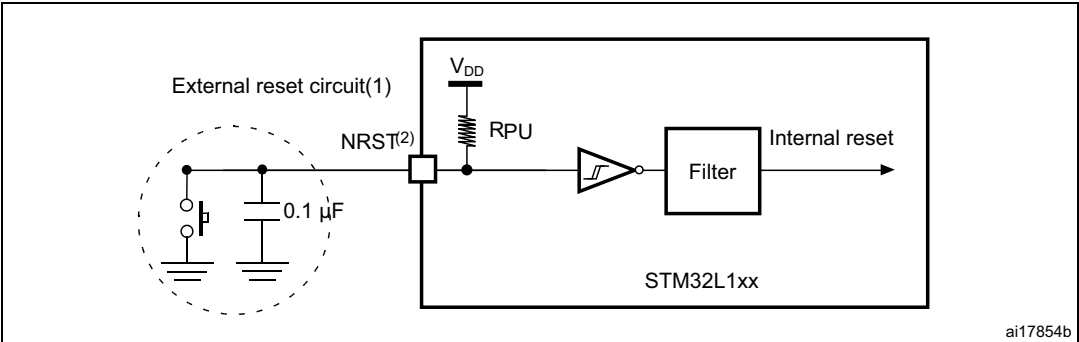 External reset circuit(1)
VDD
NRST(2)
RPU
Internal reset
Filter
0.1 µF
STM32L1xx
ai17854b